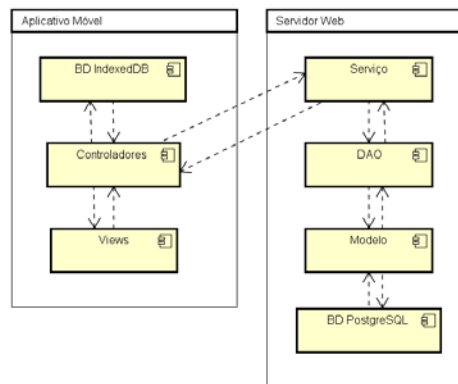 Aplicativo Móvel
BD IndexedDB
Controladores
Views
Servidor Web
Serviço
DAO
Modelo
BD PostgreSQL